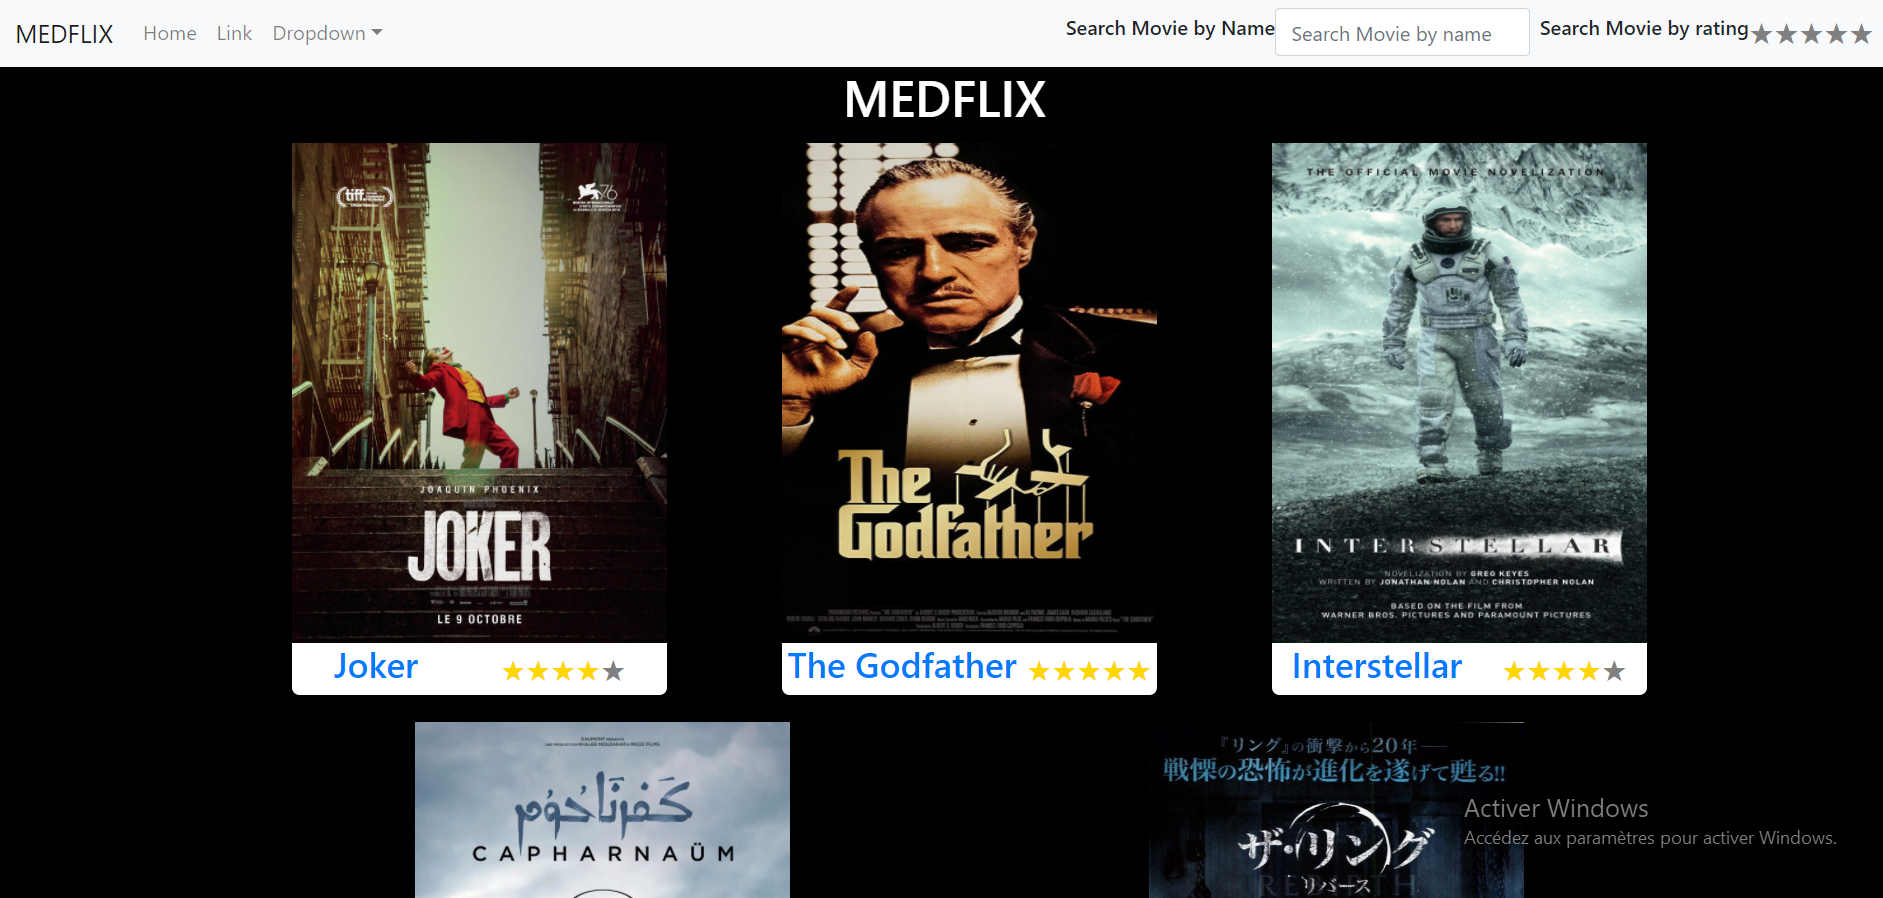 MEDFLIX Home Link Dropdown Search Movie by Name Search Movie by name Search Movie by rating
MEDFLIX
tiff
76
JOAQUIN PHOENIX
JOKER
LE 9 OCTOBRE
Joker
The
Godfather
The Godfather
THE OFFICIAL MOVIE NOVELIZATION
INTERSTELLAR
NOVELIZATION BY GREG KEYES
WRITTEN BY JONATHAN NOLAN AND CHRISTOPHER NOLAN
BASED ON THE FILM FROM
WARNER BROS. PICTURES AND PARAMOUNT PICTURES
Interstellar
كفرناحوم
CAPHARNAÜM
『リング』の衝撃から20年──
戦慄の恐怖が進化を遂げて甦る!!
ザ・リング
リバース
REBIRTH
Activer Windows
Accédez aux paramètres pour activer Windows.